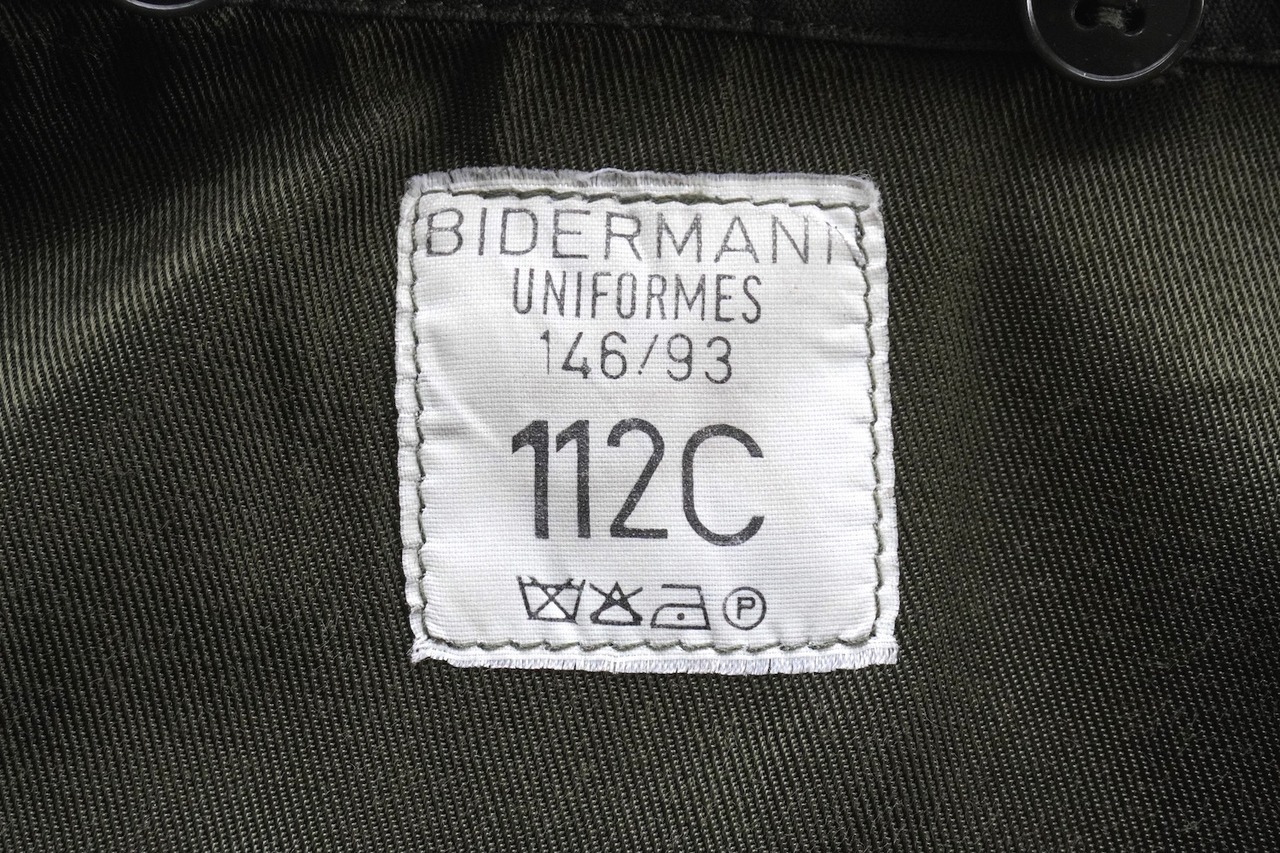 BIDERMANN
UNIFORMES
146/93
112C
P